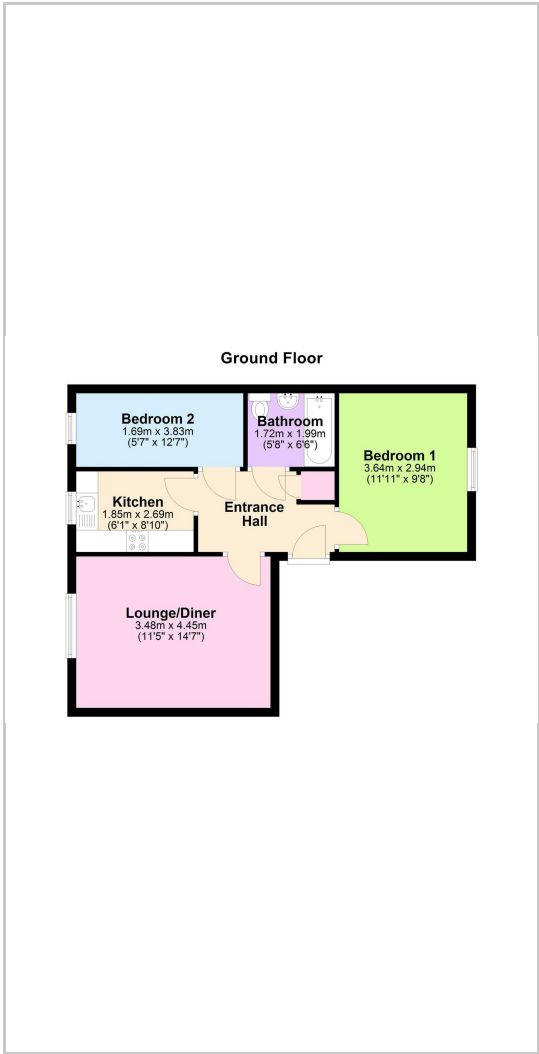 Ground Floor
Bedroom 2
1.69m x 3.83m
(5'7" x 12'7")
Bathroom
1.72m x 1.99m
(5'8" x 6'6")
Bedroom 1
3.64m x 2.94m
(11'11" x 9'8")
Kitchen
1.85m x 2.69m
(6'1" x 8'10")
Entrance
Hall
Lounge/Diner
3.48m x 4.45m
(11'5" x 14'7")